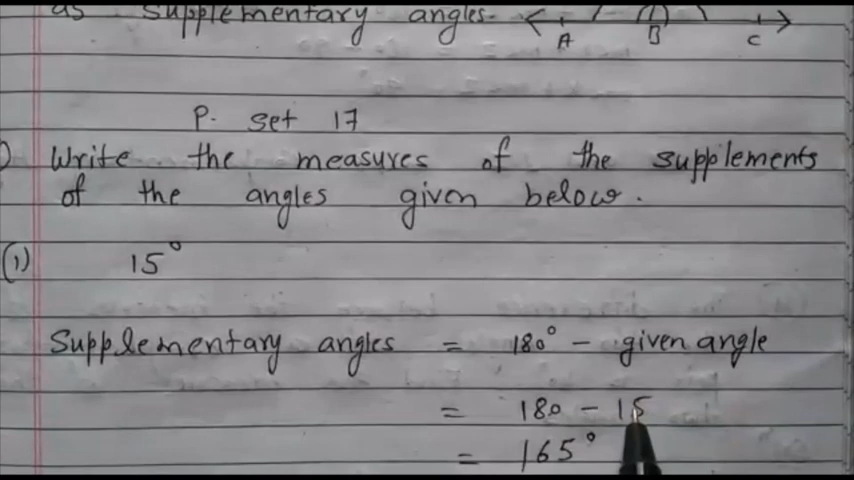 as supplementary angles.
A B C
P. set 17
) Write the measures of the supplements
of the angles given below.
(1) 15°
Supplementary angles = 180° - given angle
= 180 - 15
= 165°